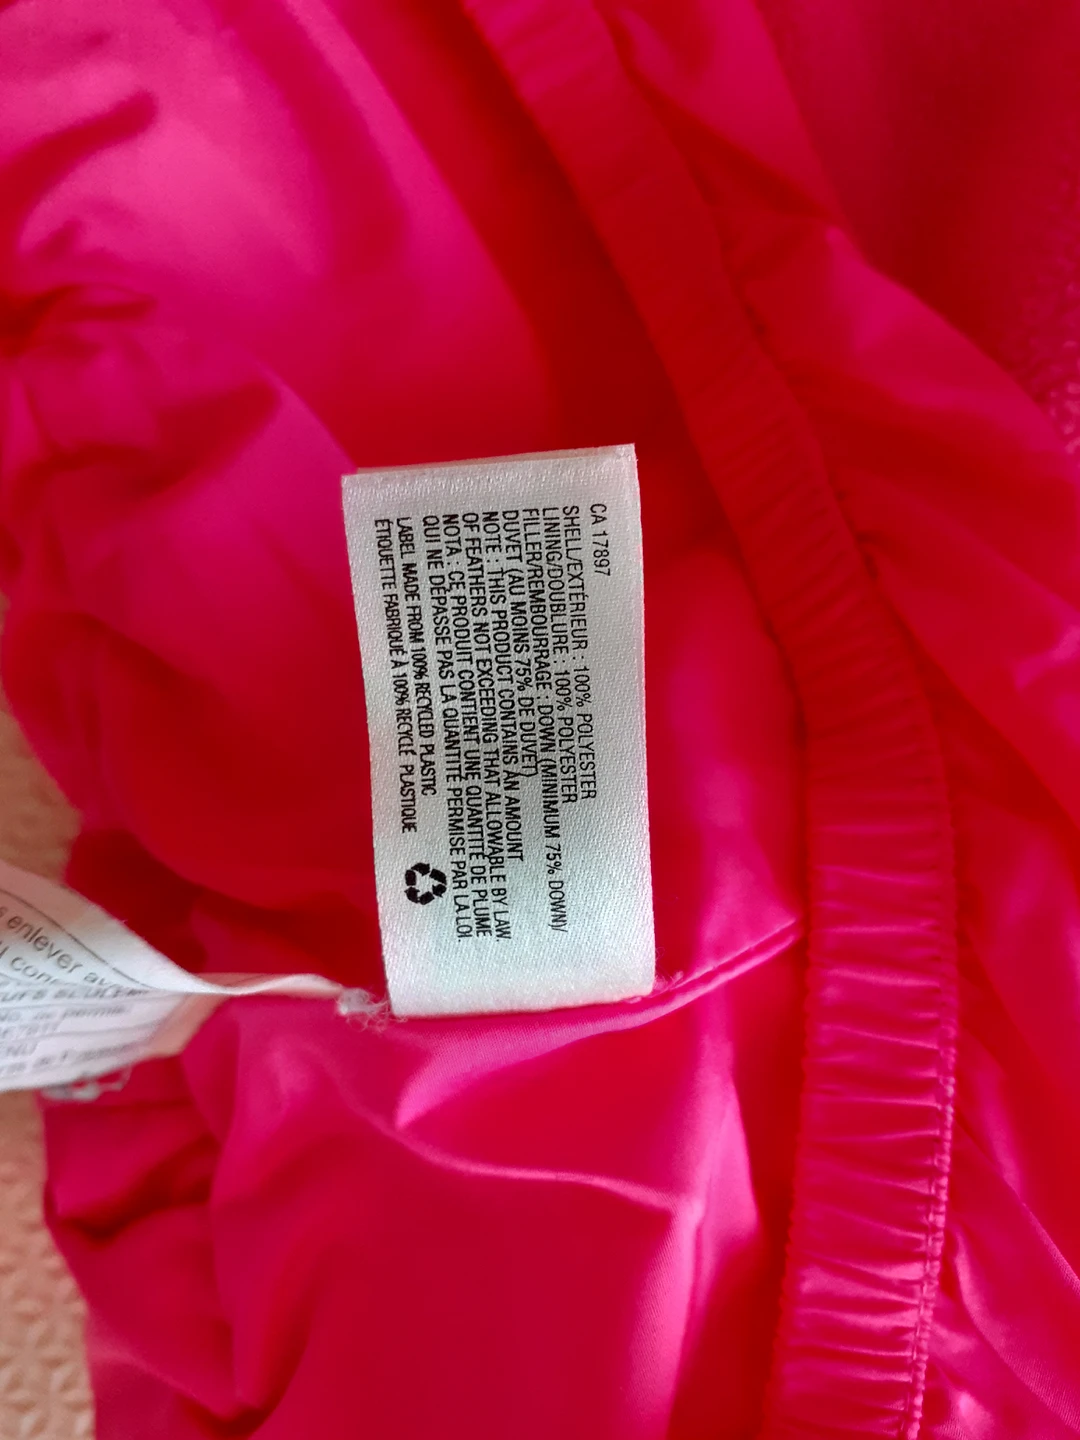 CA 17897
SHELL/EXTÉRIEUR : 100% POLYESTER
LINING/DOUBLURE : 100% POLYESTER
FILLER/REMBOURRAGE : DOWN (MINIMUM 75% DOWN)/
DUVET (AU MOINS 75% DE DUVET)
NOTE : THIS PRODUCT CONTAINS AN AMOUNT
OF FEATHERS NOT EXCEEDING THAT ALLOWABLE BY LAW.
NOTA : CE PRODUIT CONTIENT UNE QUANTITÉ DE PLUME
QUI NE DÉPASSE PAS LA QUANTITÉ PERMISE PAR LA LOI.
LABEL MADE FROM 100% RECYCLED PLASTIC
ÉTIQUETTE FABRIQUÉ À 100% RECYCLÉ PLASTIQUE
enlever